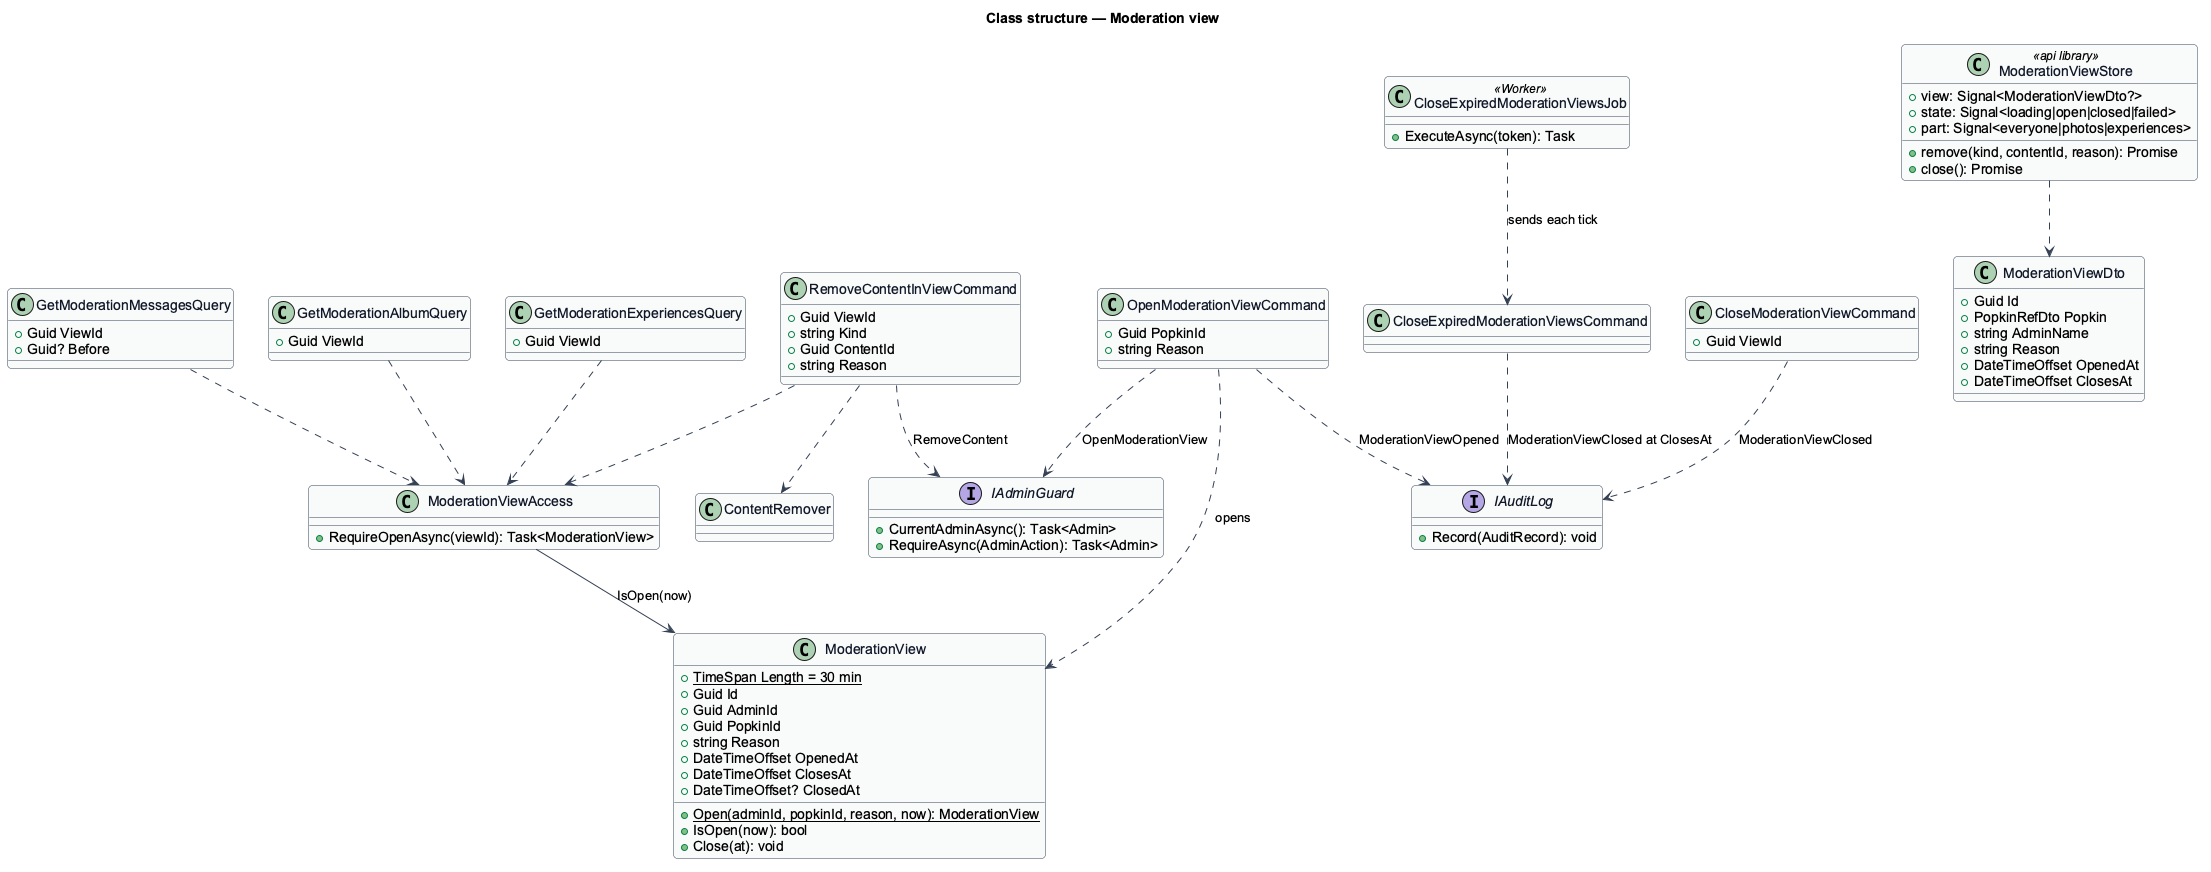 Class structure — Moderation view
«api library»
ModerationViewStore
view: Signal<ModerationViewDto?>
state: Signal<loading|open|closed|failed>
part: Signal<everyone|photos|experiences>
remove(kind, contentId, reason): Promise
close(): Promise
«Worker»
CloseExpiredModerationViewsJob
ExecuteAsync(token): Task
sends each tick
GetModerationMessagesQuery
Guid ViewId
Guid? Before
GetModerationAlbumQuery
Guid ViewId
GetModerationExperiencesQuery
Guid ViewId
RemoveContentInViewCommand
Guid ViewId
string Kind
Guid ContentId
string Reason
OpenModerationViewCommand
Guid PopkinId
string Reason
CloseExpiredModerationViewsCommand
CloseModerationViewCommand
Guid ViewId
ModerationViewDto
Guid Id
PopkinRefDto Popkin
string AdminName
string Reason
DateTimeOffset OpenedAt
DateTimeOffset ClosesAt
RemoveContent
OpenModerationView
ModerationViewOpened
ModerationViewClosed at ClosesAt
ModerationViewClosed
ModerationViewAccess
RequireOpenAsync(viewId): Task<ModerationView>
ContentRemover
IAdminGuard
CurrentAdminAsync(): Task<Admin>
RequireAsync(AdminAction): Task<Admin>
opens
IAuditLog
Record(AuditRecord): void
IsOpen(now)
ModerationView
TimeSpan Length = 30 min
Guid Id
Guid AdminId
Guid PopkinId
string Reason
DateTimeOffset OpenedAt
DateTimeOffset ClosesAt
DateTimeOffset? ClosedAt
Open(adminId, popkinId, reason, now): ModerationView
IsOpen(now): bool
Close(at): void